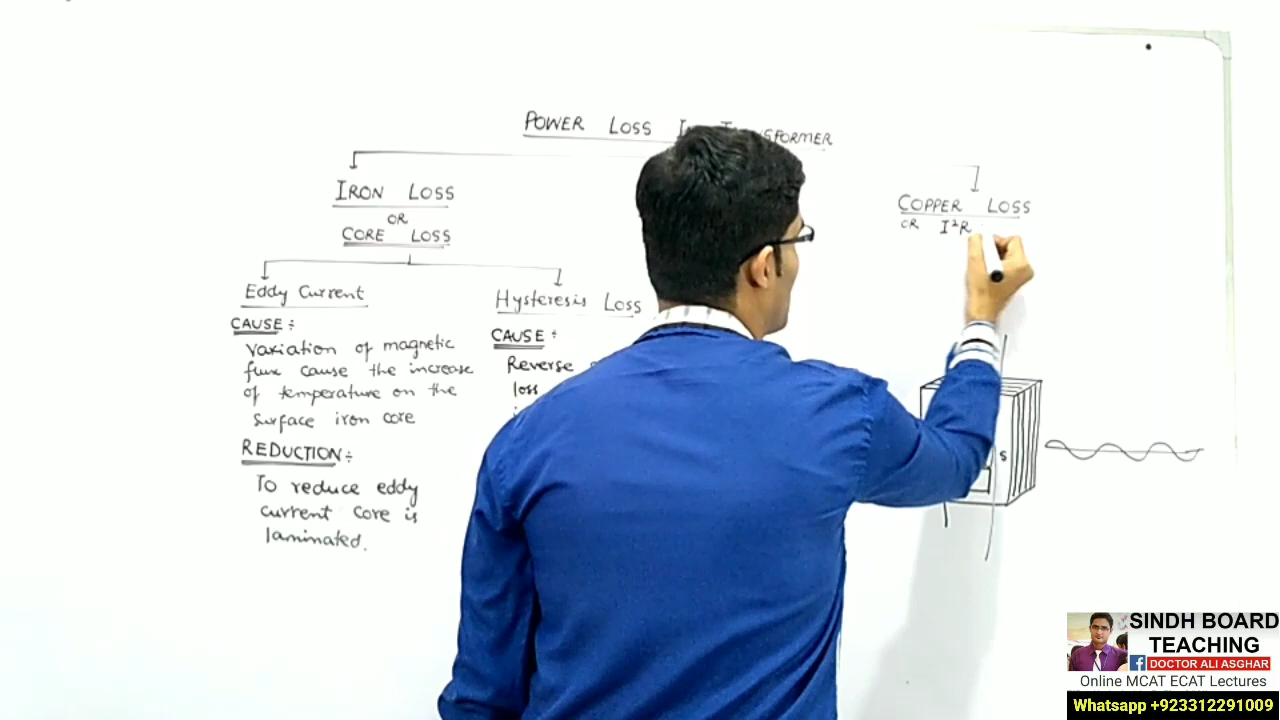 POWER LOSS
IRON LOSS
OR
CORE LOSS
Eddy Current
CAUSE:
Variation of magnetic
flux cause the increase
of temperature on the
surface iron core
REDUCTION:
To reduce eddy
current core is
laminated.
Hysteresis Loss
CAUSE:
Reverse
loss
COPPER LOSS
OR I²R
S
SINDH BOARD
TEACHING
f DOCTOR ALI ASGHAR
Online MCAT ECAT Lectures
Whatsapp +923312291009